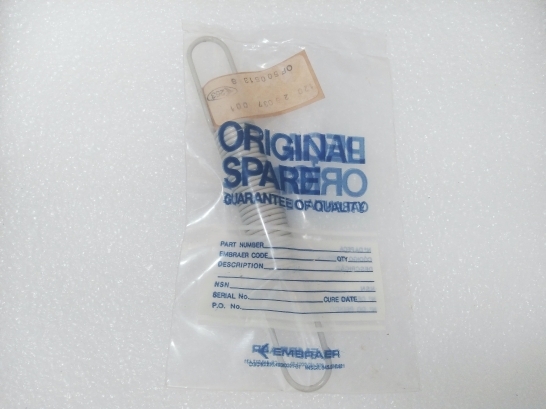 ORIGINAL
SPARE
GUARANTEE OF QUALITY
PART NUMBER
EMBRAER CODE QTY
DESCRIPTION
NSN
SERIAL No. CURE DATE
P.O. No.
EMBRAER